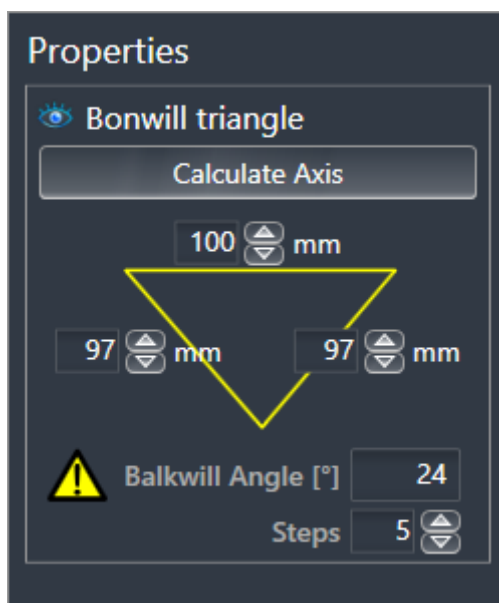 Properties
Bonwill triangle
Calculate Axis
100 mm
97 mm 97 mm
Balkwill Angle [°] 24
Steps 5